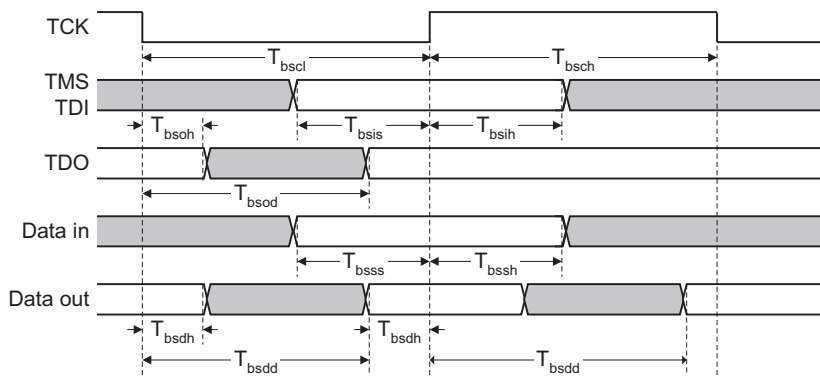 TCK
T bscl T bsch
TMS
TDI
T bsoh T bsis T bsih
TDO
T bsod
Data in
T bsss T bssh
Data out
T bsdh T bsdh
T bsdd T bsdd